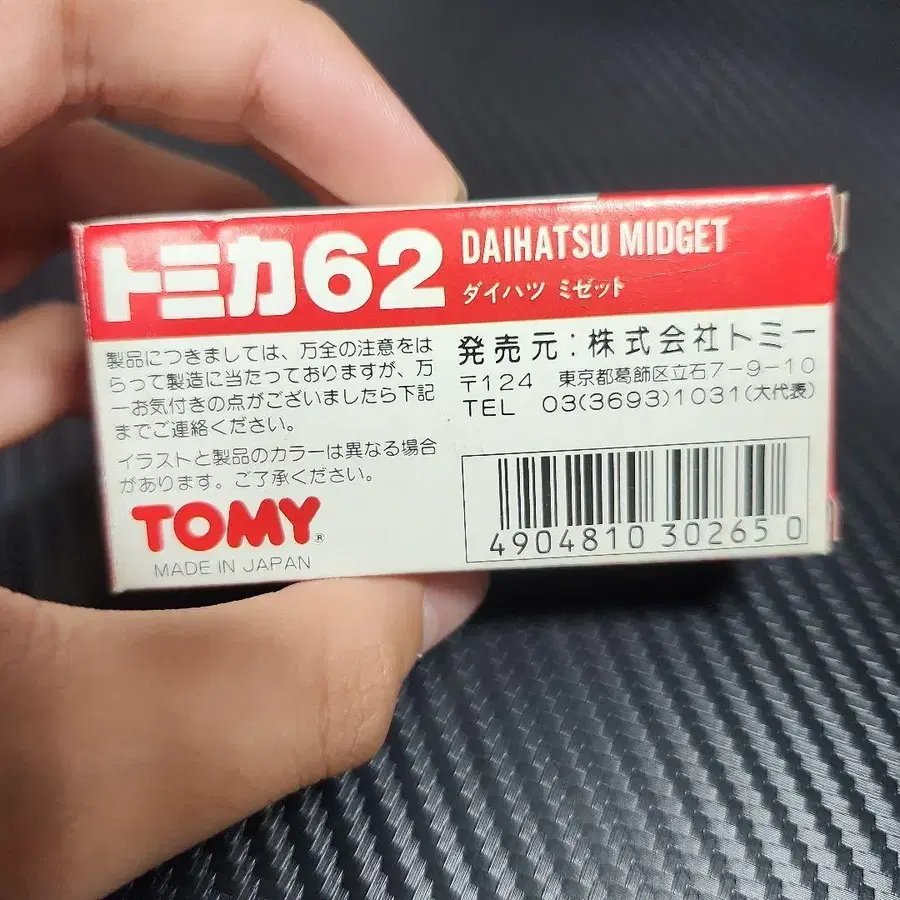 トミカ62
DAIHATSU MIDGET
ダイハツ ミゼット
製品につきましては、万全の注意をは
らって製造に当たっておりますが、万
一お気付きの点がございましたら下記
までご連絡ください。
イラストと製品のカラーは異なる場合
があります。ご了承ください。
TOMY®
MADE IN JAPAN
発売元:株式会社トミー
〒124 東京都葛飾区立石7-9-10
TEL 03(3693)1031(大代表)
4904810 302650